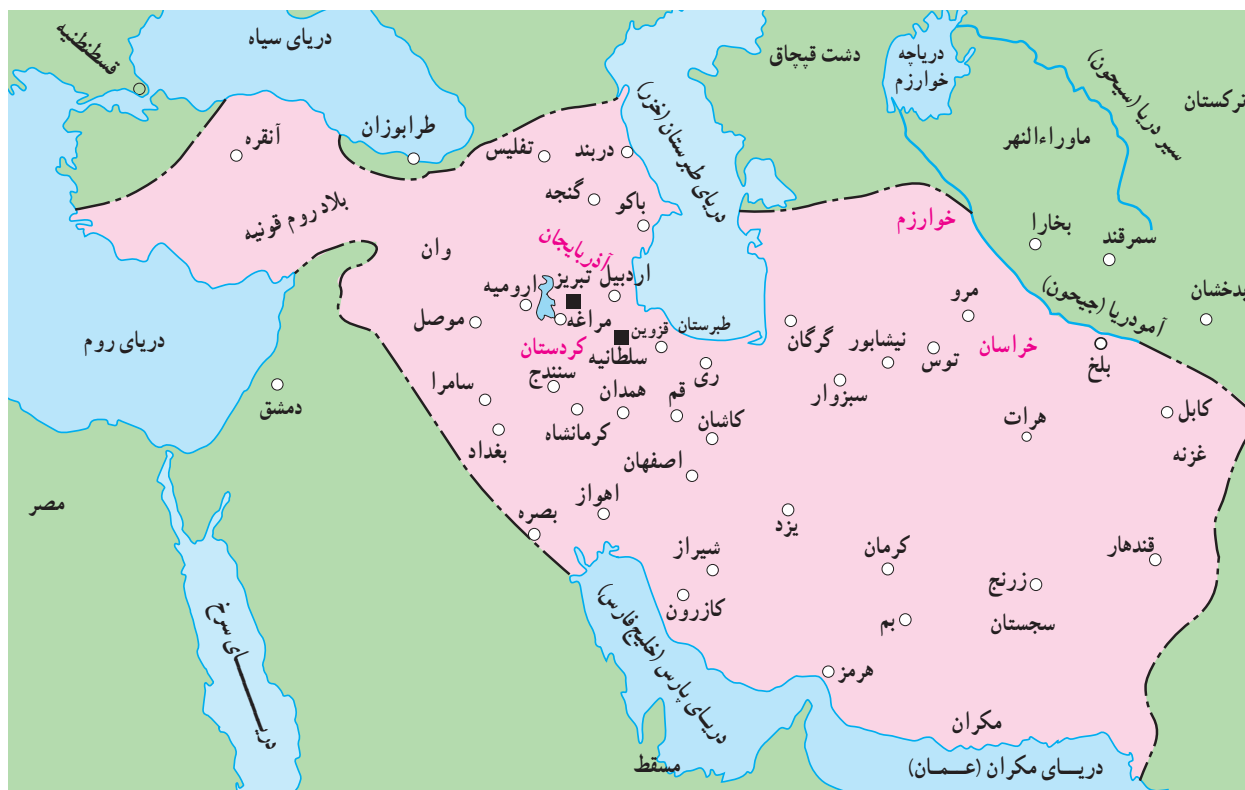 دریای سیاه
قسطنطنیه
دشت قپچاق
دریاچه
خوارزم
سیر دریا (سیحون)
ترکستان
ماوراءالنهر
آنقره
طرابوزان
تفلیس
دربند
دریای طبرستان (خزر)
گنجه
باکو
بلاد روم قونیه
وان
آذربایجان
خوارزم
بخارا
سمرقند
آمودریا (جیحون)
بدخشان
اردبیل
تبریز
ارومیه
مراغه
موصل
طبرستان
قزوین
سلطانیه
کردستان
گرگان
نیشابور
مرو
توس
خراسان
بلخ
دریای روم
دمشق
سامرا
سنندج
همدان
قم
ری
سبزوار
کابل
غزنه
هرات
کاشان
کرمانشاه
بغداد
اصفهان
مصر
بصره
اهواز
یزد
شیراز
کرمان
قندهار
زرنج
کازرون
بم
سجستان
دریـــای پارس (خلیج فارس)
دریـــــای سرخ
هرمز
مکران
مسقط
دریـــای مکران (عـــمـان)